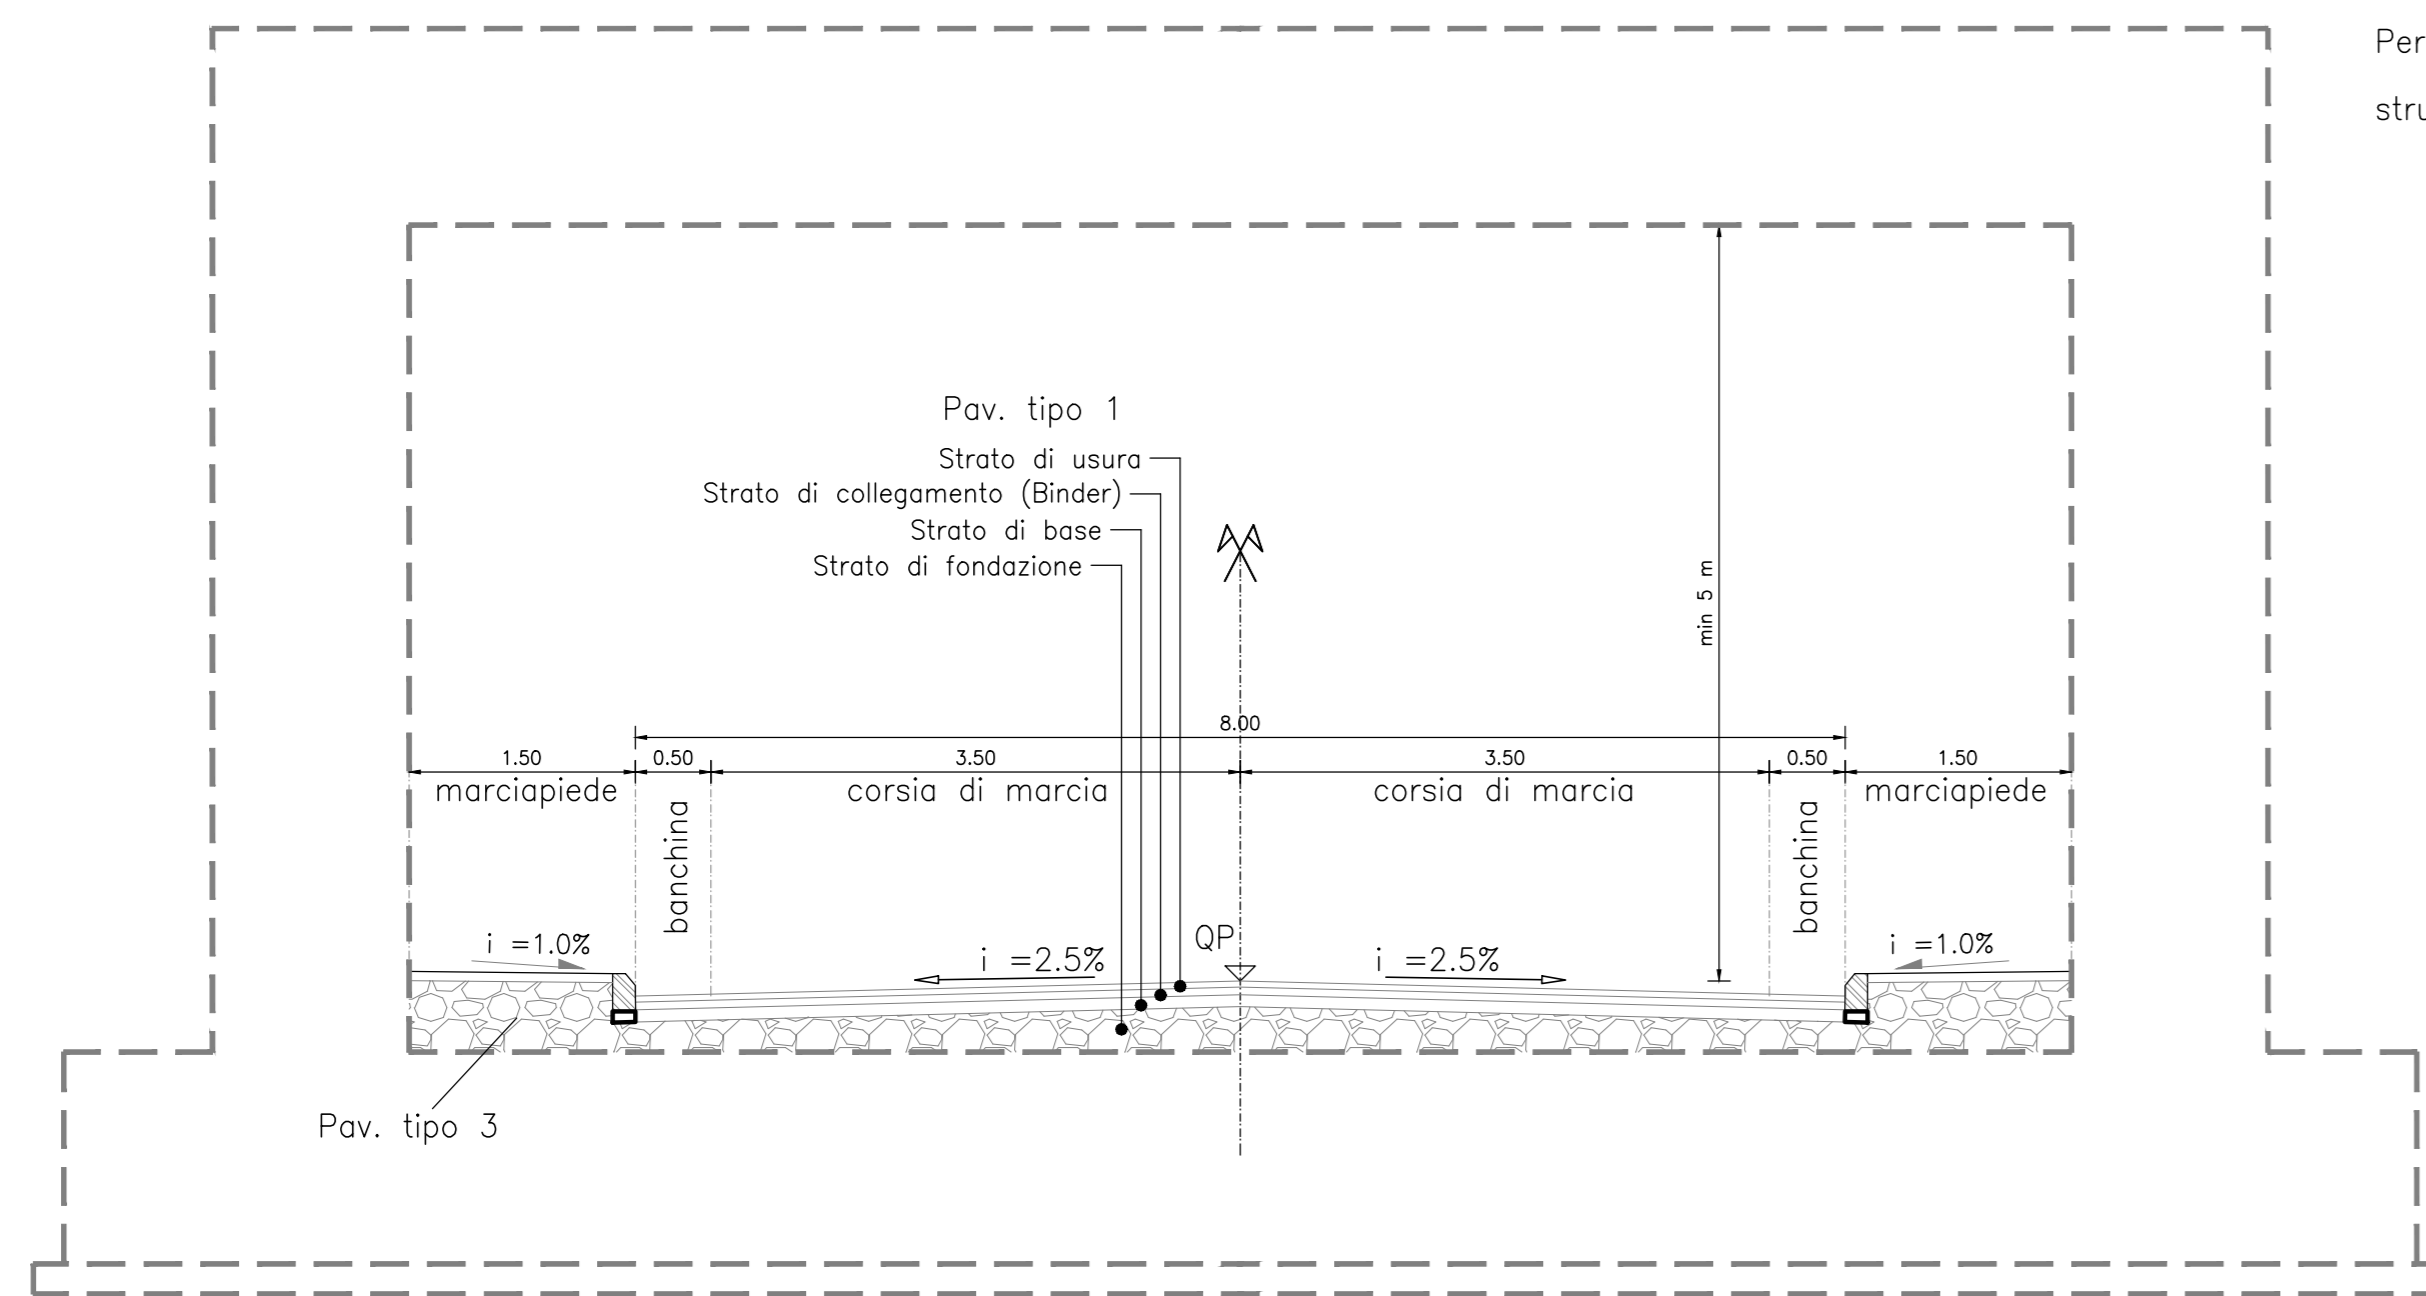 Per
stru
Pav. tipo 1
Strato di usura
Strato di collegamento (Binder)
Strato di base
Strato di fondazione
min 5 m
8.00
1.50 0.50 3.50 3.50 0.50 1.50
marciapiede corsia di marcia corsia di marcia marciapiede
banchina banchina
QP
i =1.0% i =2.5% i =2.5% i =1.0%
Pav. tipo 3